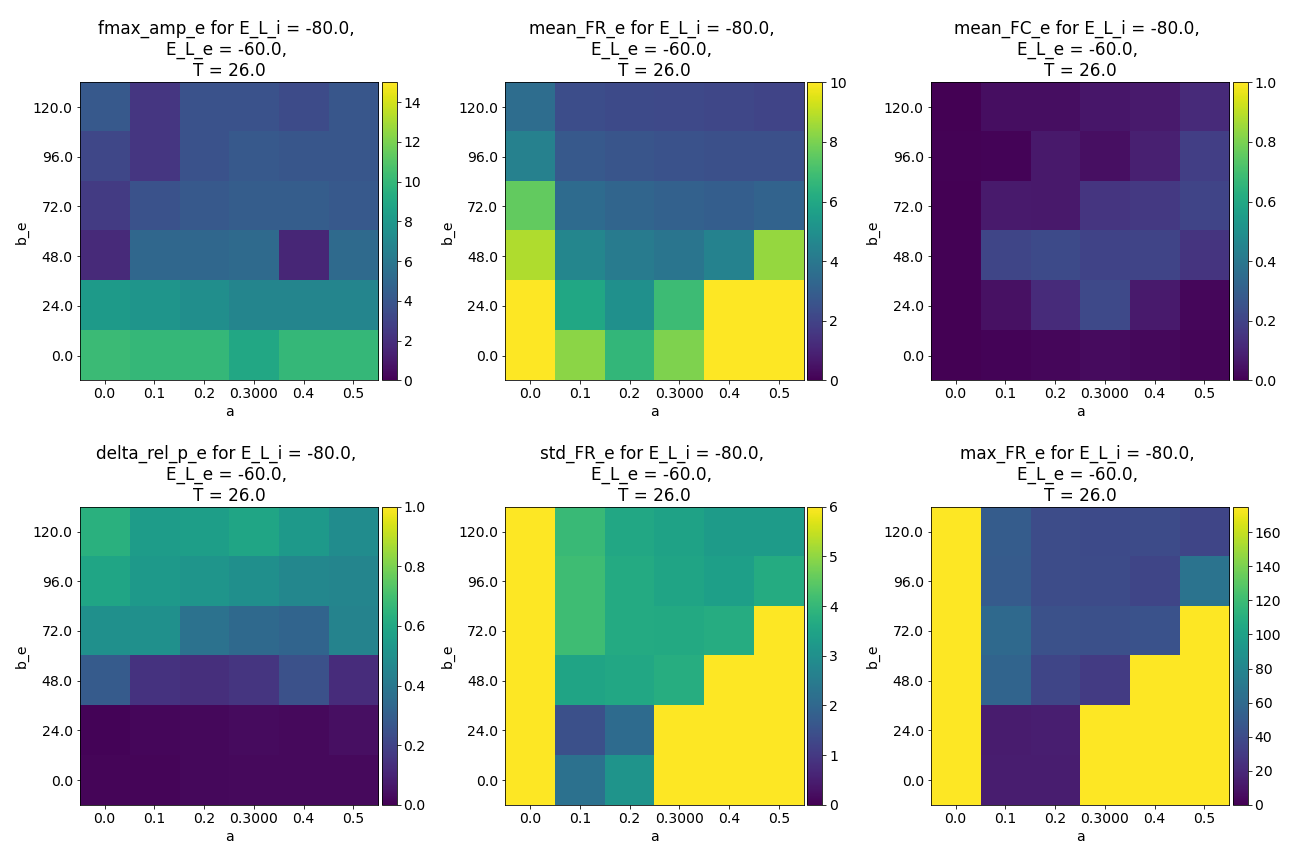 fmax_amp_e for E_L_i = -80.0,
E_L_e = -60.0,
T = 26.0
120.0
96.0
72.0
48.0
24.0
0.0
b_e
0.0 0.1 0.2 0.3000 0.4 0.5
a
14
12
10
8
6
4
2
0
mean_FR_e for E_L_i = -80.0,
E_L_e = -60.0,
T = 26.0
120.0
96.0
72.0
48.0
24.0
0.0
b_e
0.0 0.1 0.2 0.3000 0.4 0.5
a
10
8
6
4
2
0
mean_FC_e for E_L_i = -80.0,
E_L_e = -60.0,
T = 26.0
120.0
96.0
72.0
48.0
24.0
0.0
b_e
0.0 0.1 0.2 0.3000 0.4 0.5
a
1.0
0.8
0.6
0.4
0.2
0.0
delta_rel_p_e for E_L_i = -80.0,
E_L_e = -60.0,
T = 26.0
120.0
96.0
72.0
48.0
24.0
0.0
b_e
0.0 0.1 0.2 0.3000 0.4 0.5
a
1.0
0.8
0.6
0.4
0.2
0.0
std_FR_e for E_L_i = -80.0,
E_L_e = -60.0,
T = 26.0
120.0
96.0
72.0
48.0
24.0
0.0
b_e
0.0 0.1 0.2 0.3000 0.4 0.5
a
6
5
4
3
2
1
0
max_FR_e for E_L_i = -80.0,
E_L_e = -60.0,
T = 26.0
120.0
96.0
72.0
48.0
24.0
0.0
b_e
0.0 0.1 0.2 0.3000 0.4 0.5
a
160
140
120
100
80
60
40
20
0